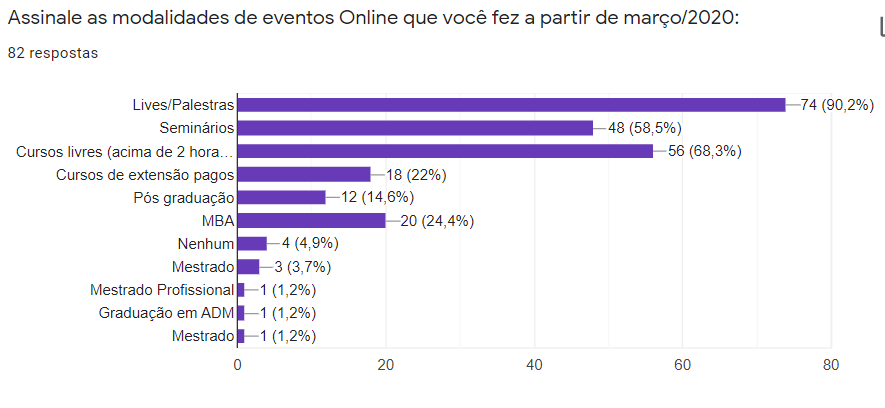 Assinale as modalidades de eventos Online que você fez a partir de março/2020:
82 respostas
Lives/Palestras 74 (90,2%)
Seminários 48 (58,5%)
Cursos livres (acima de 2 hora… 56 (68,3%)
Cursos de extensão pagos 18 (22%)
Pós graduação 12 (14,6%)
MBA 20 (24,4%)
Nenhum 4 (4,9%)
Mestrado 3 (3,7%)
Mestrado Profissional 1 (1,2%)
Graduação em ADM 1 (1,2%)
Mestrado 1 (1,2%)
0 20 40 60 80